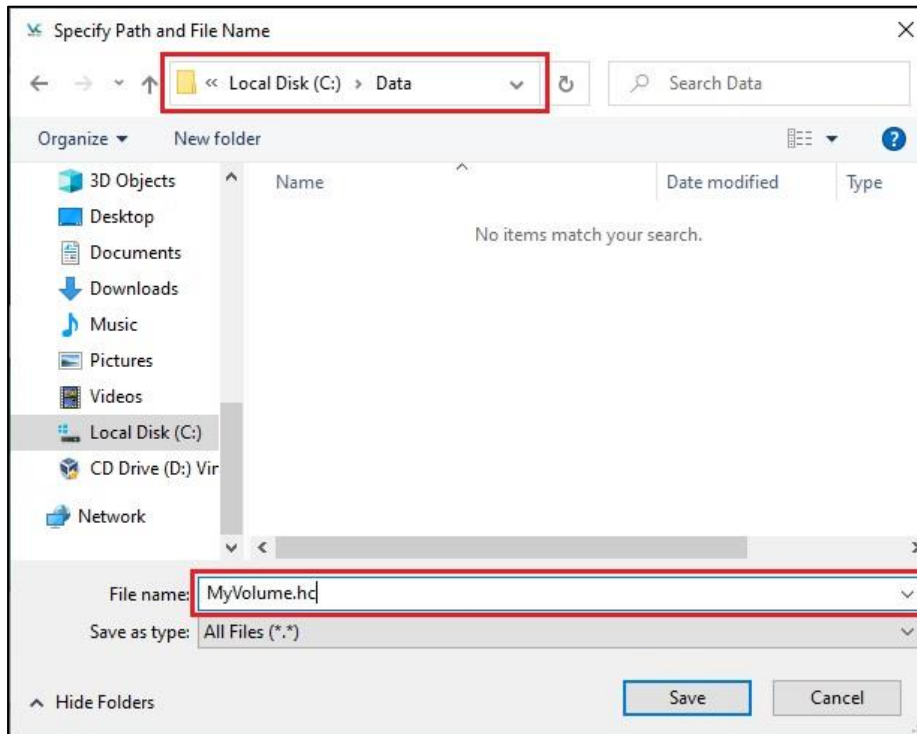 Specify Path and File Name
« Local Disk (C:) › Data
Search Data
Organize
New folder
Name
Date modified
Type
3D Objects
Desktop
Documents
Downloads
Music
Pictures
Videos
Local Disk (C:)
CD Drive (D:) Vir
Network
No items match your search.
File name: MyVolume.hc
Save as type: All Files (*.*)
Hide Folders
Save
Cancel